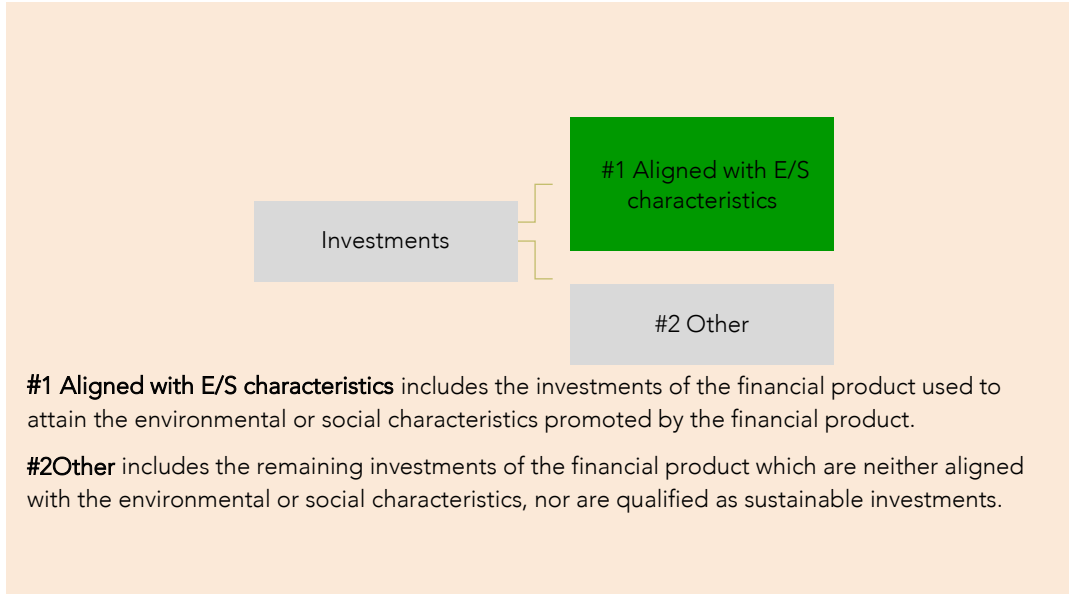 #1 Aligned with E/S
characteristics
Investments
#2 Other
#1 Aligned with E/S characteristics includes the investments of the financial product used to
attain the environmental or social characteristics promoted by the financial product.
#2Other includes the remaining investments of the financial product which are neither aligned
with the environmental or social characteristics, nor are qualified as sustainable investments.